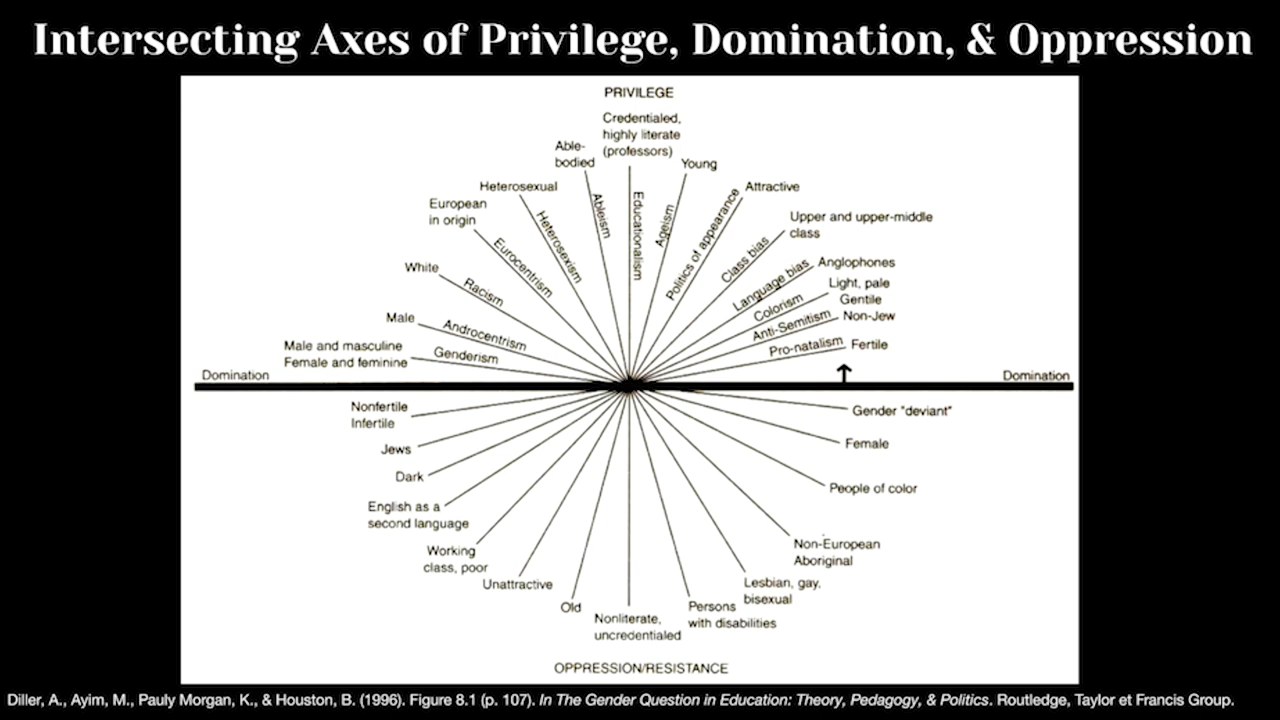 Intersecting Axes of Privilege, Domination, & Oppression
PRIVILEGE
Credentialed,
highly literate
(professors)
Able-
bodied
Young
Heterosexual
Attractive
European
in origin
Upper and upper-middle
class
White
Anglophones
Light, pale
Gentile
Non-Jew
Male
Male and masculine
Female and feminine
Fertile
Genderism
Androcentrism
Racism
Eurocentrism
Heterosexism
Ableism
Educationalism
Ageism
Politics of appearance
Class bias
Language bias
Colorism
Anti-Semitism
Pro-natalism
Domination
Domination
Nonfertile
Infertile
Gender "deviant"
Jews
Female
Dark
People of color
English as a
second language
Working
class, poor
Non-European
Aboriginal
Unattractive
Lesbian, gay,
bisexual
Old
Nonliterate,
uncredentialed
Persons
with disabilities
OPPRESSION/RESISTANCE
Diller, A., Ayim, M., Pauly Morgan, K., & Houston, B. (1996). Figure 8.1 (p. 107). In The Gender Question in Education: Theory, Pedagogy, & Politics. Routledge, Taylor et Francis Group.